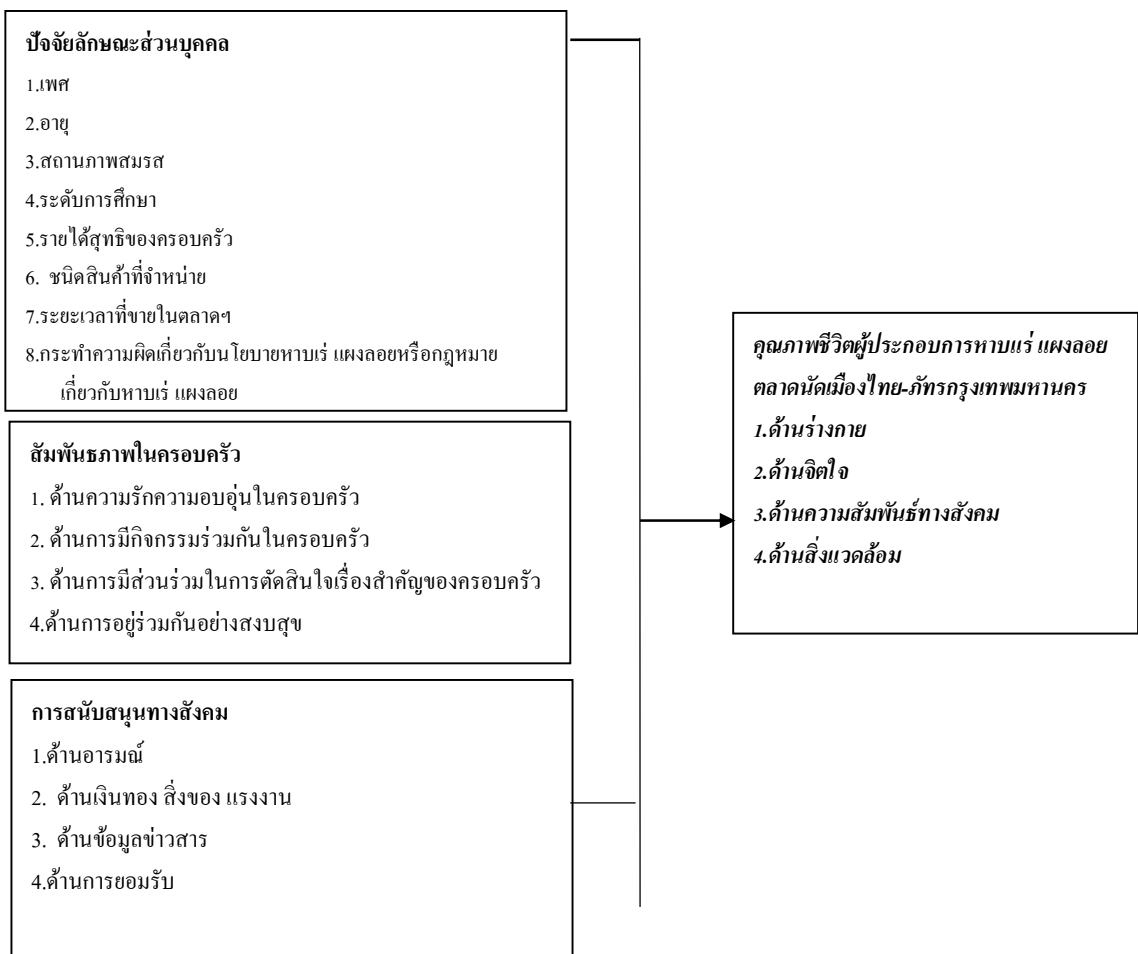 ปัจจัยลักษณะส่วนบุคคล
1.เพศ
2.อายุ
3.สถานภาพสมรส
4.ระดับการศึกษา
5.รายได้สุทธิของครอบครัว
6. ชนิดสินค้าที่จำหน่าย
7.ระยะเวลาที่ขายในตลาดฯ
8.กระทำความผิดเกี่ยวกับนโยบายหาบเร่ แผงลอยหรือกฎหมาย
เกี่ยวกับหาบเร่ แผงลอย
สัมพันธภาพในครอบครัว
1. ด้านความรักความอบอุ่นในครอบครัว
2. ด้านการมีกิจกรรมร่วมกันในครอบครัว
3. ด้านการมีส่วนร่วมในการตัดสินใจเรื่องสำคัญของครอบครัว
4.ด้านการอยู่ร่วมกันอย่างสงบสุข
การสนับสนุนทางสังคม
1.ด้านอารมณ์
2. ด้านเงินทอง สิ่งของ แรงงาน
3. ด้านข้อมูลข่าวสาร
4.ด้านการยอมรับ
คุณภาพชีวิตผู้ประกอบการหาบแร่ แผงลอย
ตลาดนัดเมืองไทย-ภัทรกรุงเทพมหานคร
1.ด้านร่างกาย
2.ด้านจิตใจ
3.ด้านความสัมพันธ์ทางสังคม
4.ด้านสิ่งแวดล้อม